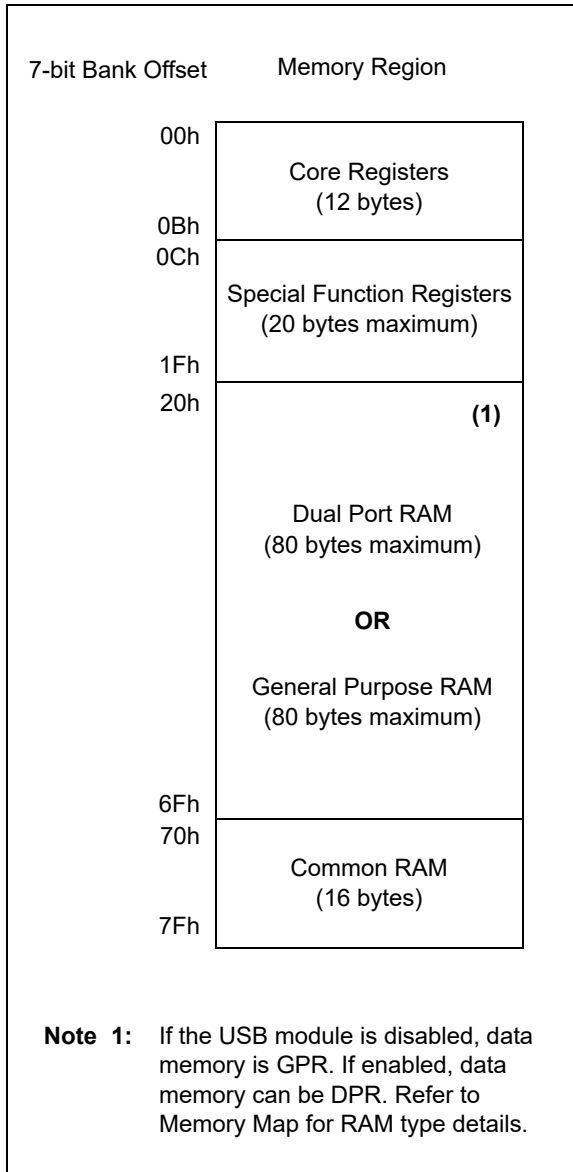 7-bit Bank Offset Memory Region
00h
Core Registers
(12 bytes)
0Bh
0Ch
Special Function Registers
(20 bytes maximum)
1Fh
20h
(1)
Dual Port RAM
(80 bytes maximum)
OR
General Purpose RAM
(80 bytes maximum)
6Fh
70h
Common RAM
(16 bytes)
7Fh
Note 1: If the USB module is disabled, data
memory is GPR. If enabled, data
memory can be DPR. Refer to
Memory Map for RAM type details.